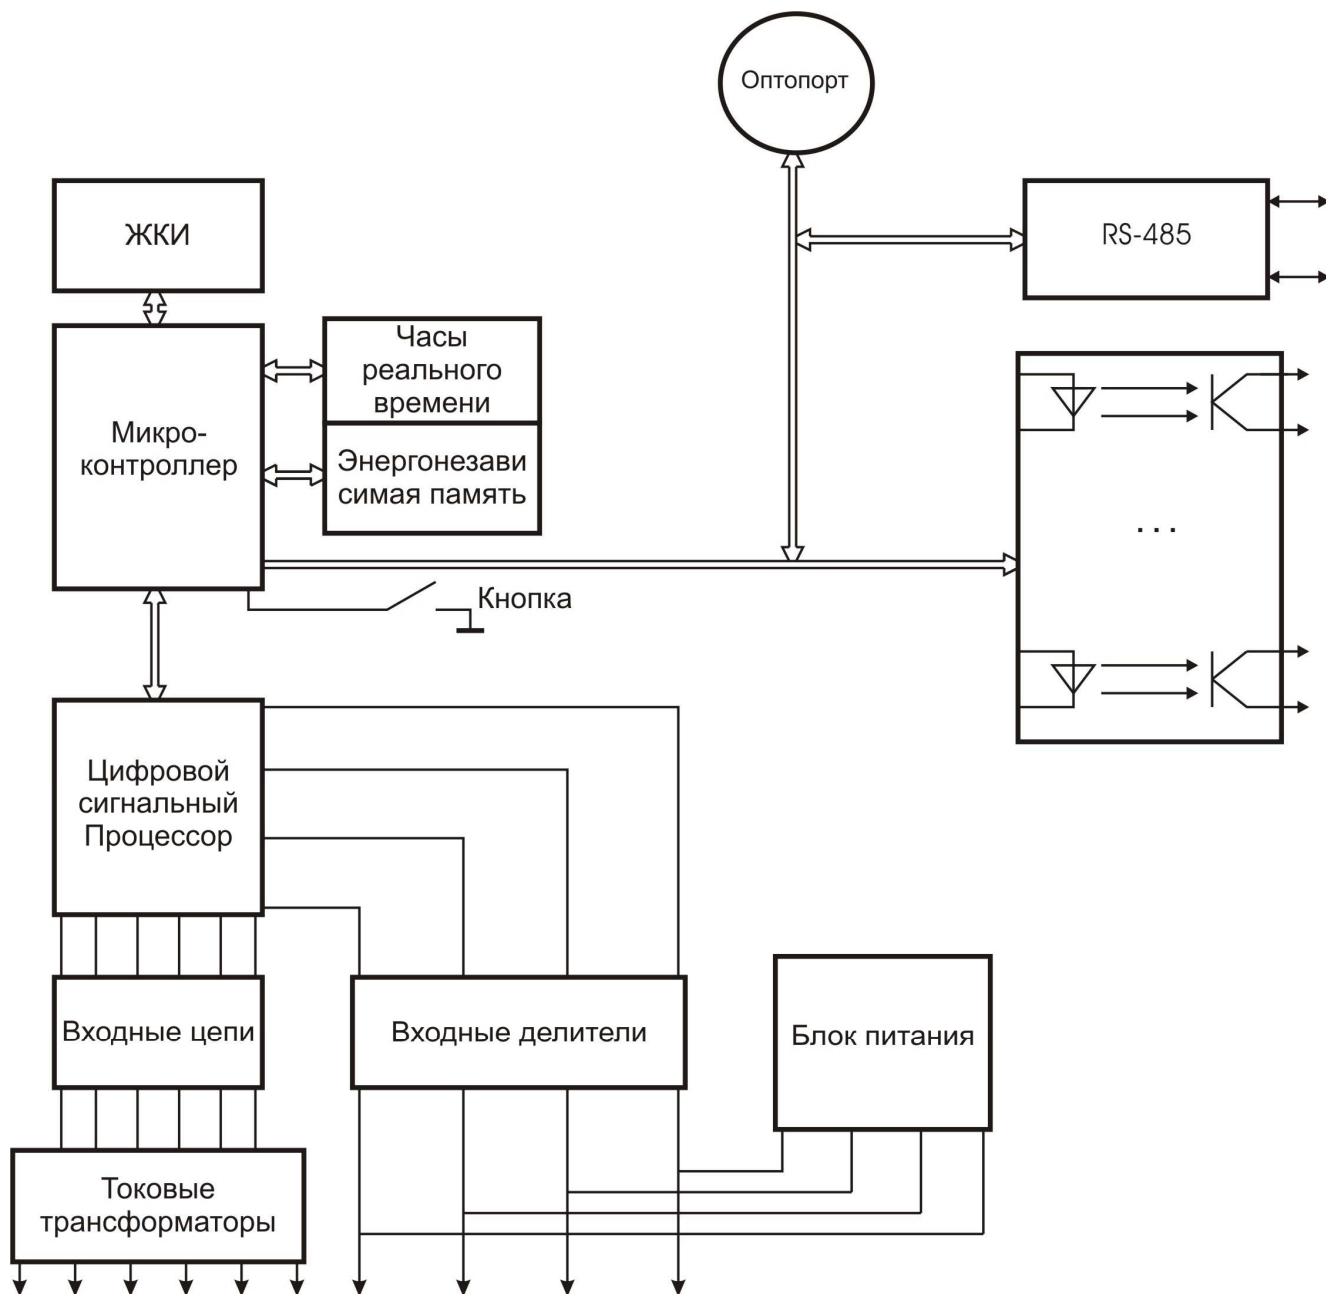 Оптопорт
ЖКИ
RS-485
Часы
реального
времени
Микро-
контроллер
Энергонезави
симая память
...
Кнопка
Цифровой
сигнальный
Процессор
Входные цепи
Входные делители
Блок питания
Токовые
трансформаторы